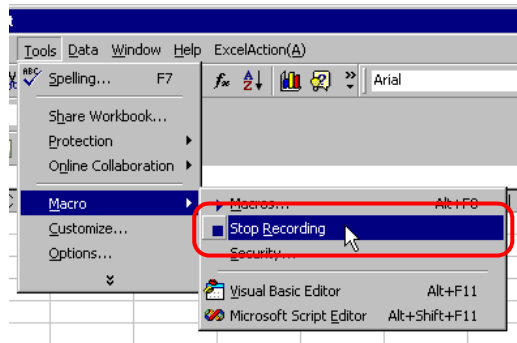 Tools Data Window Help ExcelAction(A)
ABC Spelling... F7
Arial
Share Workbook...
Protection
Online Collaboration
Macro
Customize...
Options...
Macros... Alt+F8
Stop Recording
Security...
Visual Basic Editor Alt+F11
Microsoft Script Editor Alt+Shift+F11